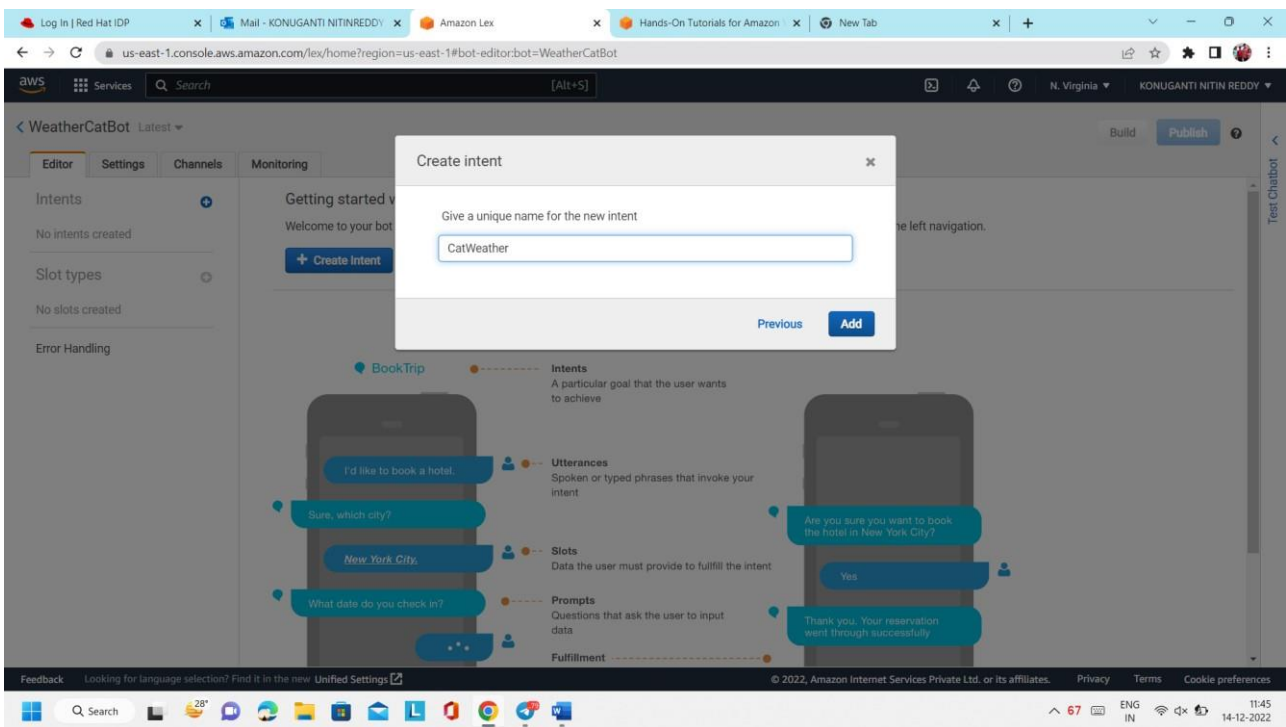 Log In | Red Hat IDP
Mail - KONUGANTI NITINREDDY
Amazon Lex
Hands-On Tutorials for Amazon
New Tab
us-east-1.console.aws.amazon.com/lex/home?region=us-east-1#bot-editor:bot=WeatherCatBot
aws Services Search [Alt+S] N. Virginia KONUGANTI NITIN REDDY
WeatherCatBot Latest Build Publish
Editor Settings Channels Monitoring
Test Chatbot
Intents
No intents created
Slot types
No slots created
Error Handling
Getting started
Welcome to your bot
left navigation.
+ Create Intent
Create intent
Give a unique name for the new intent
CatWeather
Previous Add
BookTrip
I'd like to book a hotel.
Sure, which city?
New York City.
What date do you check in?
Intents
A particular goal that the user wants
to achieve
Utterances
Spoken or typed phrases that invoke your
intent
Slots
Data the user must provide to fullfill the intent
Prompts
Questions that ask the user to input
data
Fulfillment
Are you sure you want to book
the hotel in New York City?
Yes
Thank you. Your reservation
went through successfully
Feedback Looking for language selection? Find it in the new Unified Settings © 2022, Amazon Internet Services Private Ltd. or its affiliates. Privacy Terms Cookie preferences
Search 28° L 67 ENG 11:45
IN 14-12-2022